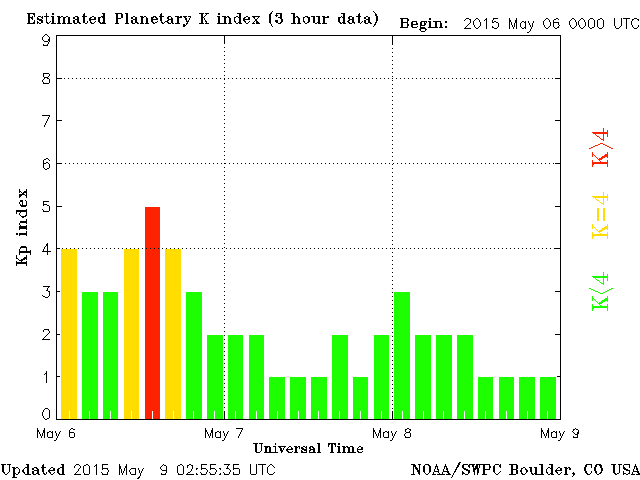 Estimated Planetary K index (3 hour data) Begin: 2015 May 06 0000 UTC
9
8
7
6
5
4
3
2
1
0
Kp index
K>4
K=4
K<4
May 6 May 7 May 8 May 9
Universal Time
Updated 2015 May 9 02:55:35 UTC NOAA/SWPC Boulder, CO USA